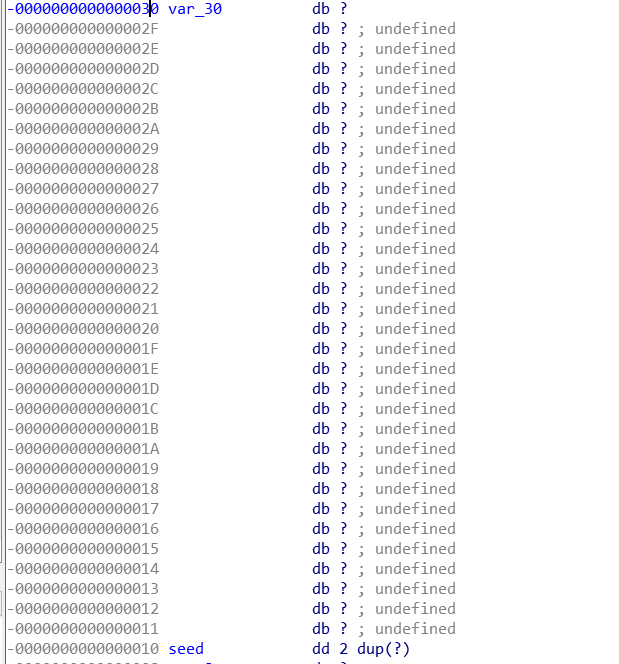 -0000000000000030 var_30 db ?
-000000000000002F db ? ; undefined
-000000000000002E db ? ; undefined
-000000000000002D db ? ; undefined
-000000000000002C db ? ; undefined
-000000000000002B db ? ; undefined
-000000000000002A db ? ; undefined
-0000000000000029 db ? ; undefined
-0000000000000028 db ? ; undefined
-0000000000000027 db ? ; undefined
-0000000000000026 db ? ; undefined
-0000000000000025 db ? ; undefined
-0000000000000024 db ? ; undefined
-0000000000000023 db ? ; undefined
-0000000000000022 db ? ; undefined
-0000000000000021 db ? ; undefined
-0000000000000020 db ? ; undefined
-000000000000001F db ? ; undefined
-000000000000001E db ? ; undefined
-000000000000001D db ? ; undefined
-000000000000001C db ? ; undefined
-000000000000001B db ? ; undefined
-000000000000001A db ? ; undefined
-0000000000000019 db ? ; undefined
-0000000000000018 db ? ; undefined
-0000000000000017 db ? ; undefined
-0000000000000016 db ? ; undefined
-0000000000000015 db ? ; undefined
-0000000000000014 db ? ; undefined
-0000000000000013 db ? ; undefined
-0000000000000012 db ? ; undefined
-0000000000000011 db ? ; undefined
-0000000000000010 seed dd 2 dup(?)